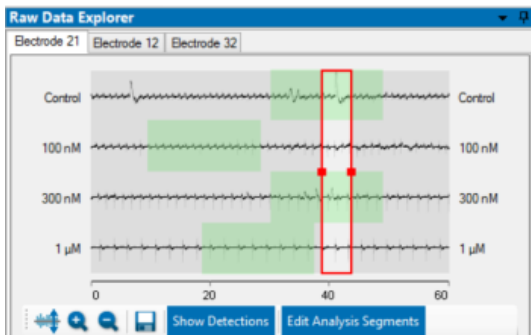 Raw Data Explorer
Electrode 21 Electrode 12 Electrode 32
Control Control
100 nM 100 nM
300 nM 300 nM
1 µM 1 µM
0 20 40 60
Show Detections Edit Analysis Segments